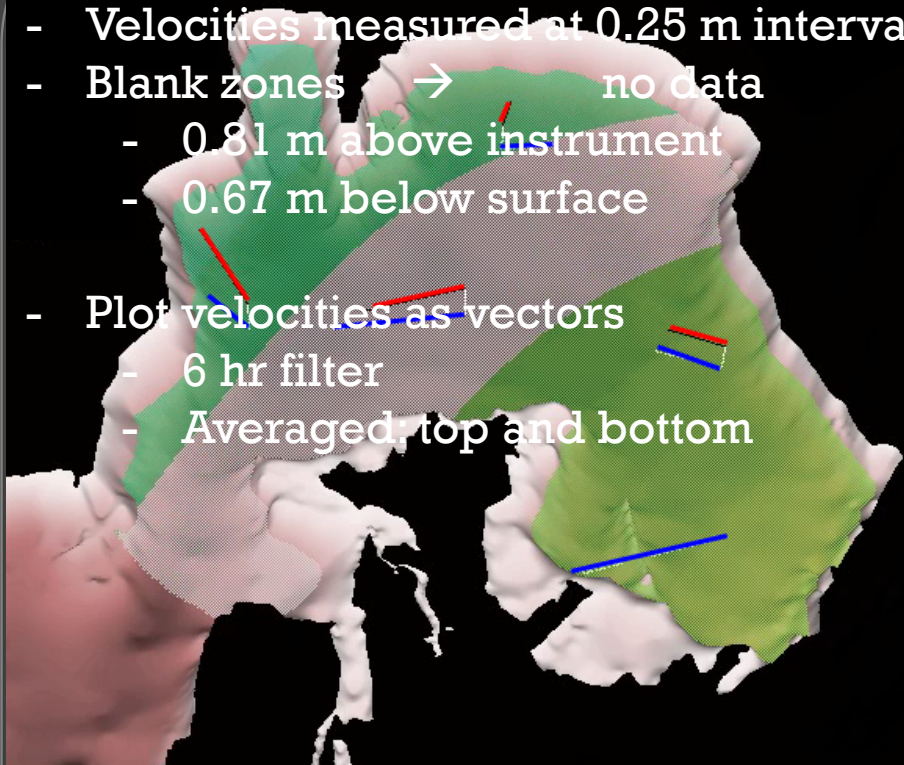 - Velocities measured at 0.25 m interva
- Blank zones → no data
- 0.81 m above instrument
- 0.67 m below surface
- Plot velocities as vectors
- 6 hr filter
- Averaged: top and bottom